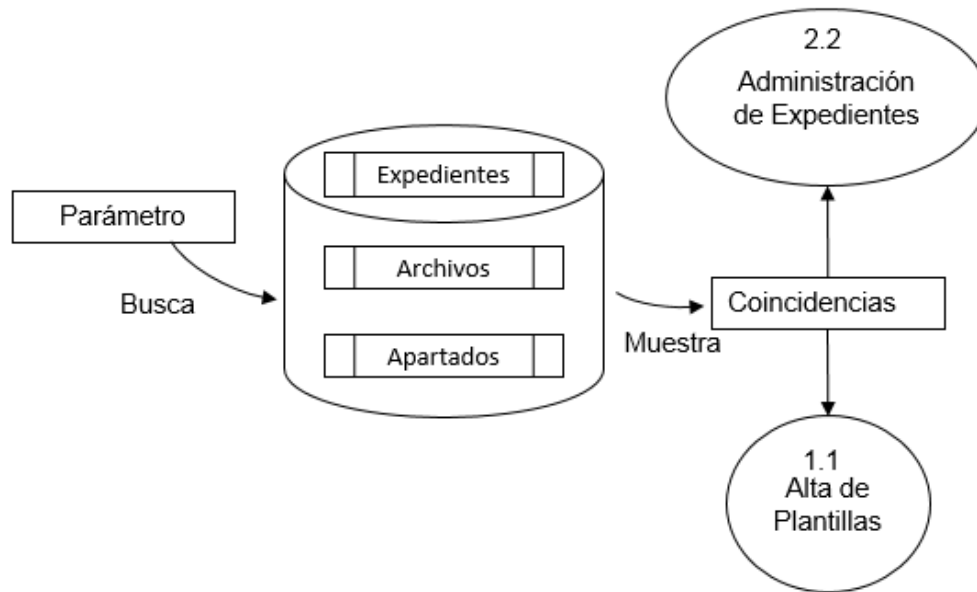 2.2
Administración
de Expedientes
Expedientes
Parámetro
Archivos
Busca
Coincidencias
Muestra
Apartados
1.1
Alta de
Plantillas